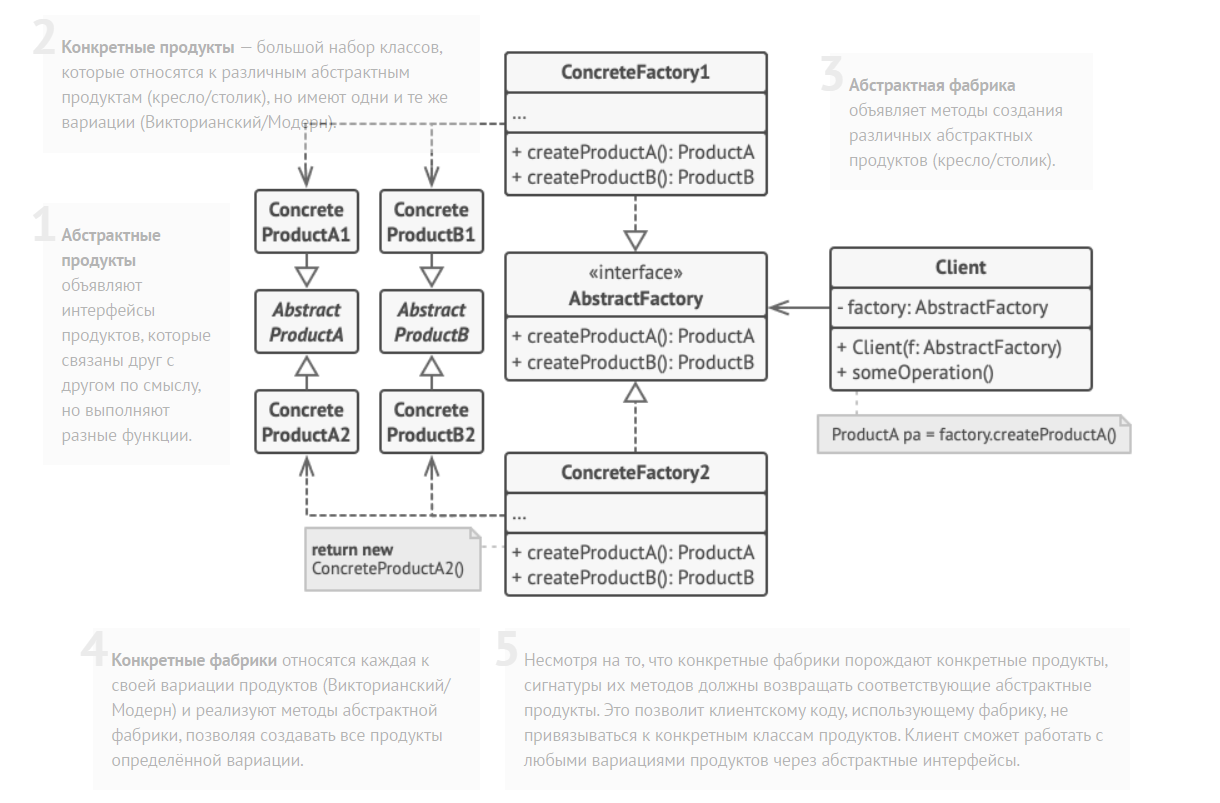 2
Конкретные продукты — большой набор классов,
которые относятся к различным абстрактным
продуктам (кресло/столик), но имеют одни и те же
вариации (Викторианский/Модерн).
ConcreteFactory1
...
+ createProductA(): ProductA
+ createProductB(): ProductB
3
Абстрактная фабрика
объявляет методы создания
различных абстрактных
продуктов (кресло/столик).
1
Абстрактные
продукты
объявляют
интерфейсы
продуктов, которые
связаны друг с
другом по смыслу,
но выполняют
разные функции.
Concrete
ProductA1
Concrete
ProductB1
Abstract
ProductA
Abstract
ProductB
Concrete
ProductA2
Concrete
ProductB2
«interface»
AbstractFactory
+ createProductA(): ProductA
+ createProductB(): ProductB
Client
- factory: AbstractFactory
+ Client(f: AbstractFactory)
+ someOperation()
ProductA pa = factory.createProductA()
ConcreteFactory2
...
+ createProductA(): ProductA
+ createProductB(): ProductB
return new
ConcreteProductA2()
4
Конкретные фабрики относятся каждая к
своей вариации продуктов (Викторианский/
Модерн) и реализуют методы абстрактной
фабрики, позволяя создавать все продукты
определённой вариации.
5
Несмотря на то, что конкретные фабрики порождают конкретные продукты,
сигнатуры их методов должны возвращать соответствующие абстрактные
продукты. Это позволит клиентскому коду, использующему фабрику, не
привязываться к конкретным классам продуктов. Клиент сможет работать с
любыми вариациями продуктов через абстрактные интерфейсы.